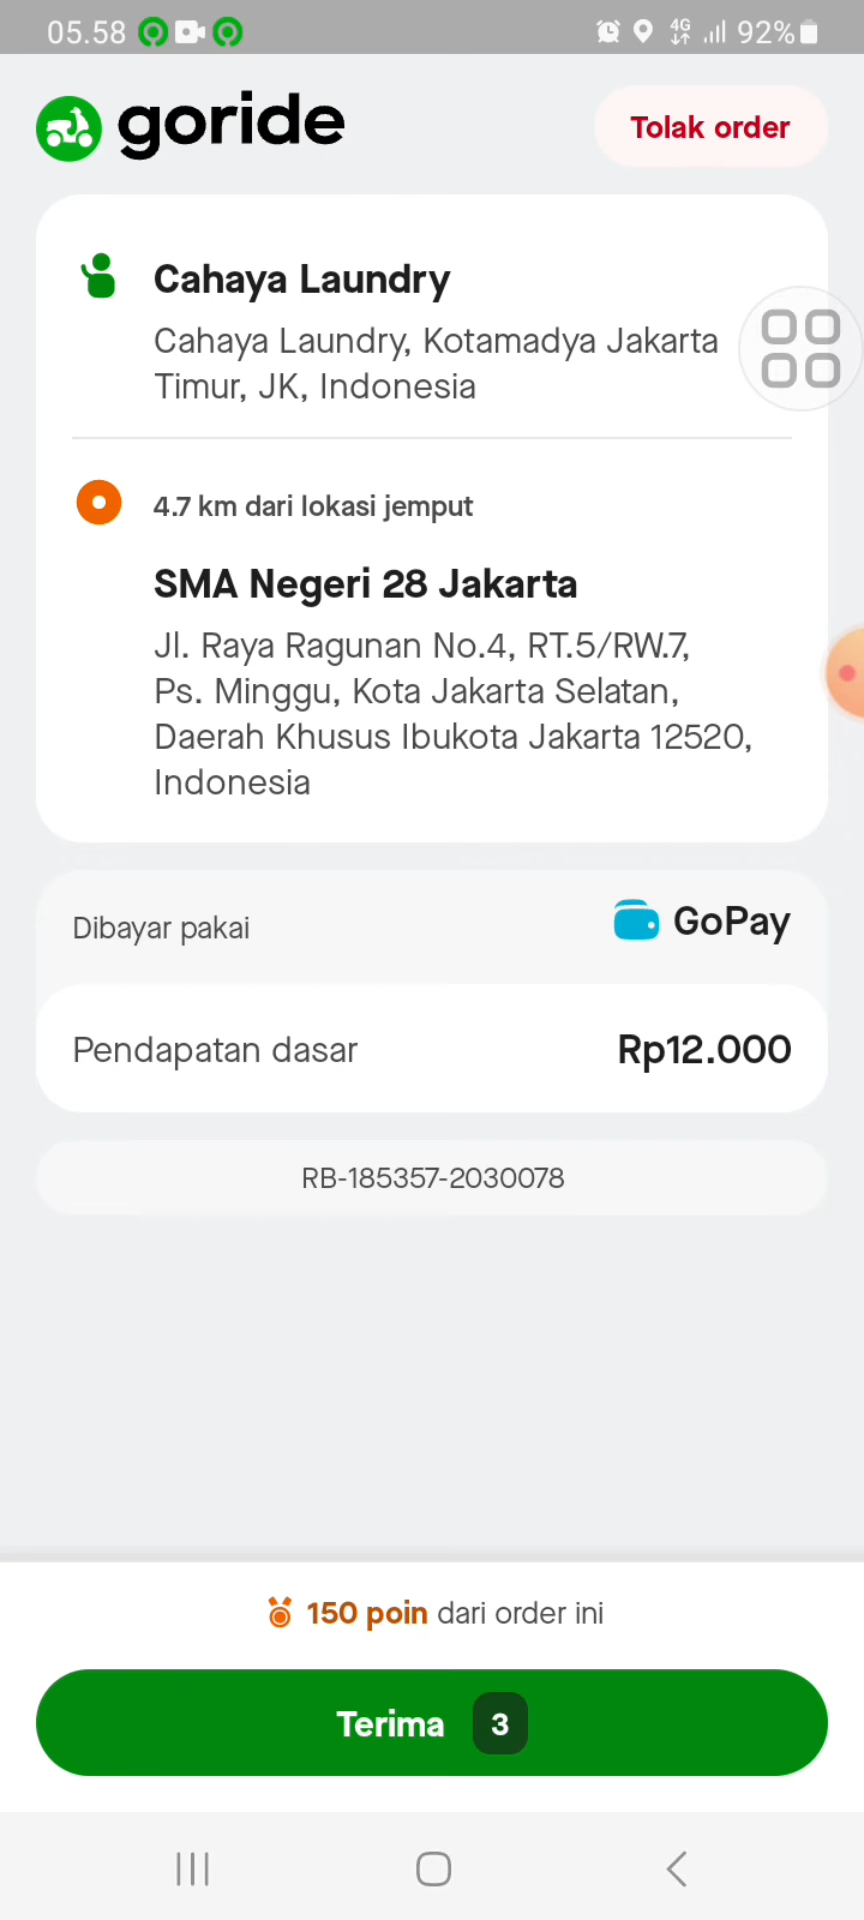 05.58 4G 92%
goride
Tolak order
Cahaya Laundry
Cahaya Laundry, Kotamadya Jakarta
Timur, JK, Indonesia
4.7 km dari lokasi jemput
SMA Negeri 28 Jakarta
Jl. Raya Ragunan No.4, RT.5/RW.7,
Ps. Minggu, Kota Jakarta Selatan,
Daerah Khusus Ibukota Jakarta 12520,
Indonesia
Dibayar pakai GoPay
Pendapatan dasar Rp12.000
RB-185357-2030078
150 poin dari order ini
Terima 3